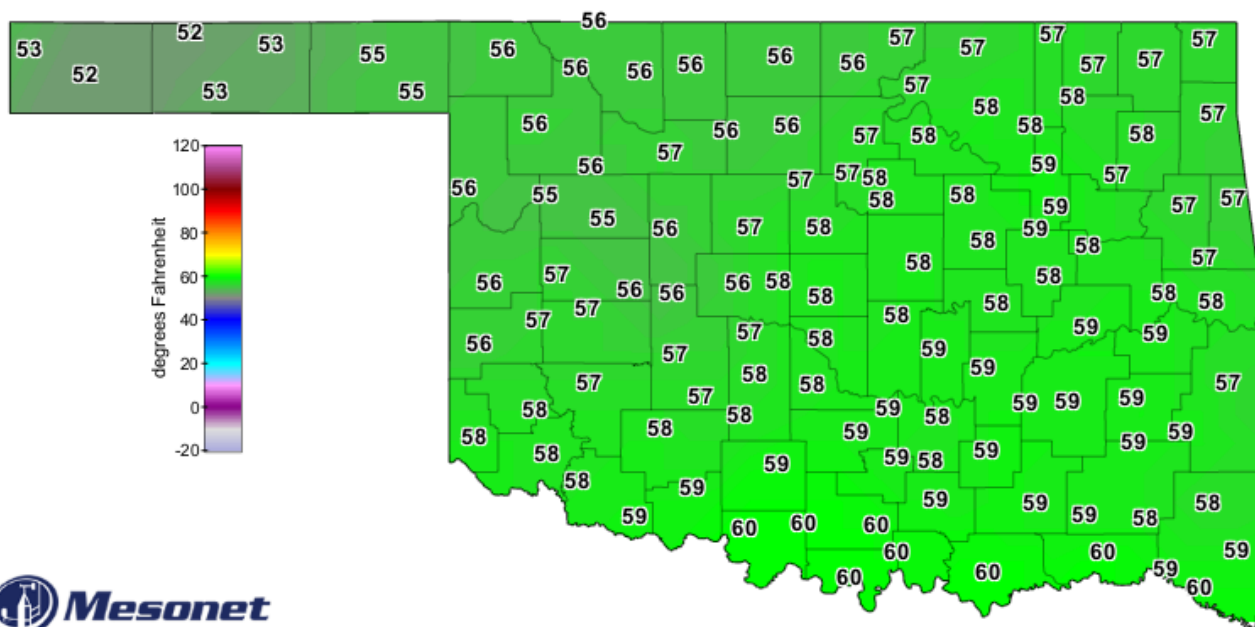 56
52 57 57 57
53 53 55 56 56 57
52 56 56 56 56 57 57
53 55 57 58 58
56 56 56 57 58 58 58 57
120
100
80
60
40
20
0
-20
degrees Fahrenheit
56 57 59 57
56 55 57 57 58 58 58 59 57 57
55 56 57 58 58 59 58 57
56 57 56 56 56 58 58 58 58 58 58 58
57 57 58 59 59
56 57 57 58 59 59 57
57 58 58 59 59 59
58 57 58 59 58 59
58 58 58 59 59 58 59 59 59
58 59 59 59 59 59 58 58
59 60 60 60 59
60 60 60 60 59 60
Mesonet